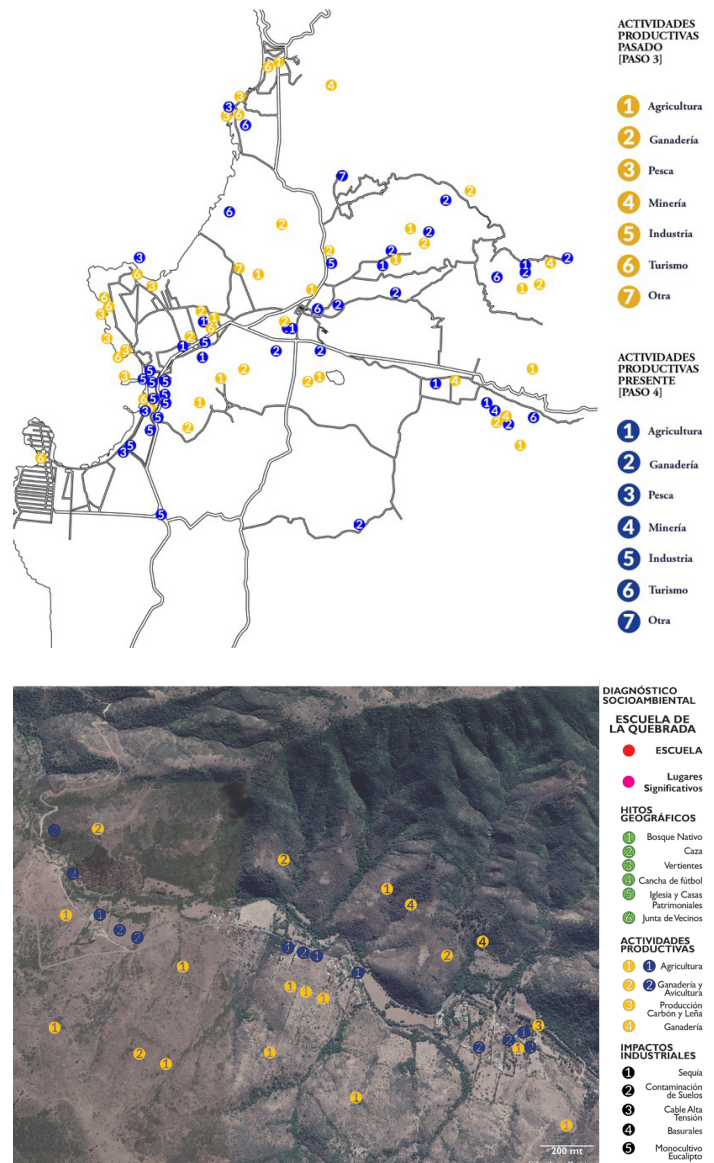 ACTIVIDADES
PRODUCTIVAS
PASADO
[PASO 3]
1 Agricultura
2 Ganadería
3 Pesca
4 Minería
5 Industria
6 Turismo
7 Otra
ACTIVIDADES
PRODUCTIVAS
PRESENTE
[PASO 4]
1 Agricultura
2 Ganadería
3 Pesca
4 Minería
5 Industria
6 Turismo
7 Otra
DIAGNÓSTICO
SOCIOAMBIENTAL
ESCUELA DE
LA QUEBRADA
ESCUELA
Lugares
Significativos
HITOS
GEOGRÁFICOS
1 Bosque Nativo
2 Caza
3 Vertientes
4 Cancha de fútbol
5 Iglesia y Casas
Patrimoniales
6 Junta de Vecinos
ACTIVIDADES
PRODUCTIVAS
1 1 Agricultura
2 2 Ganadería y
Avicultura
3 Producción
Carbón y Leña
4 Ganadería
IMPACTOS
INDUSTRIALES
1 Sequía
2 Contaminación
de Suelos
3 Cable Alta
Tensión
4 Basurales
5 Monocultivo
Eucalipto
200 mt